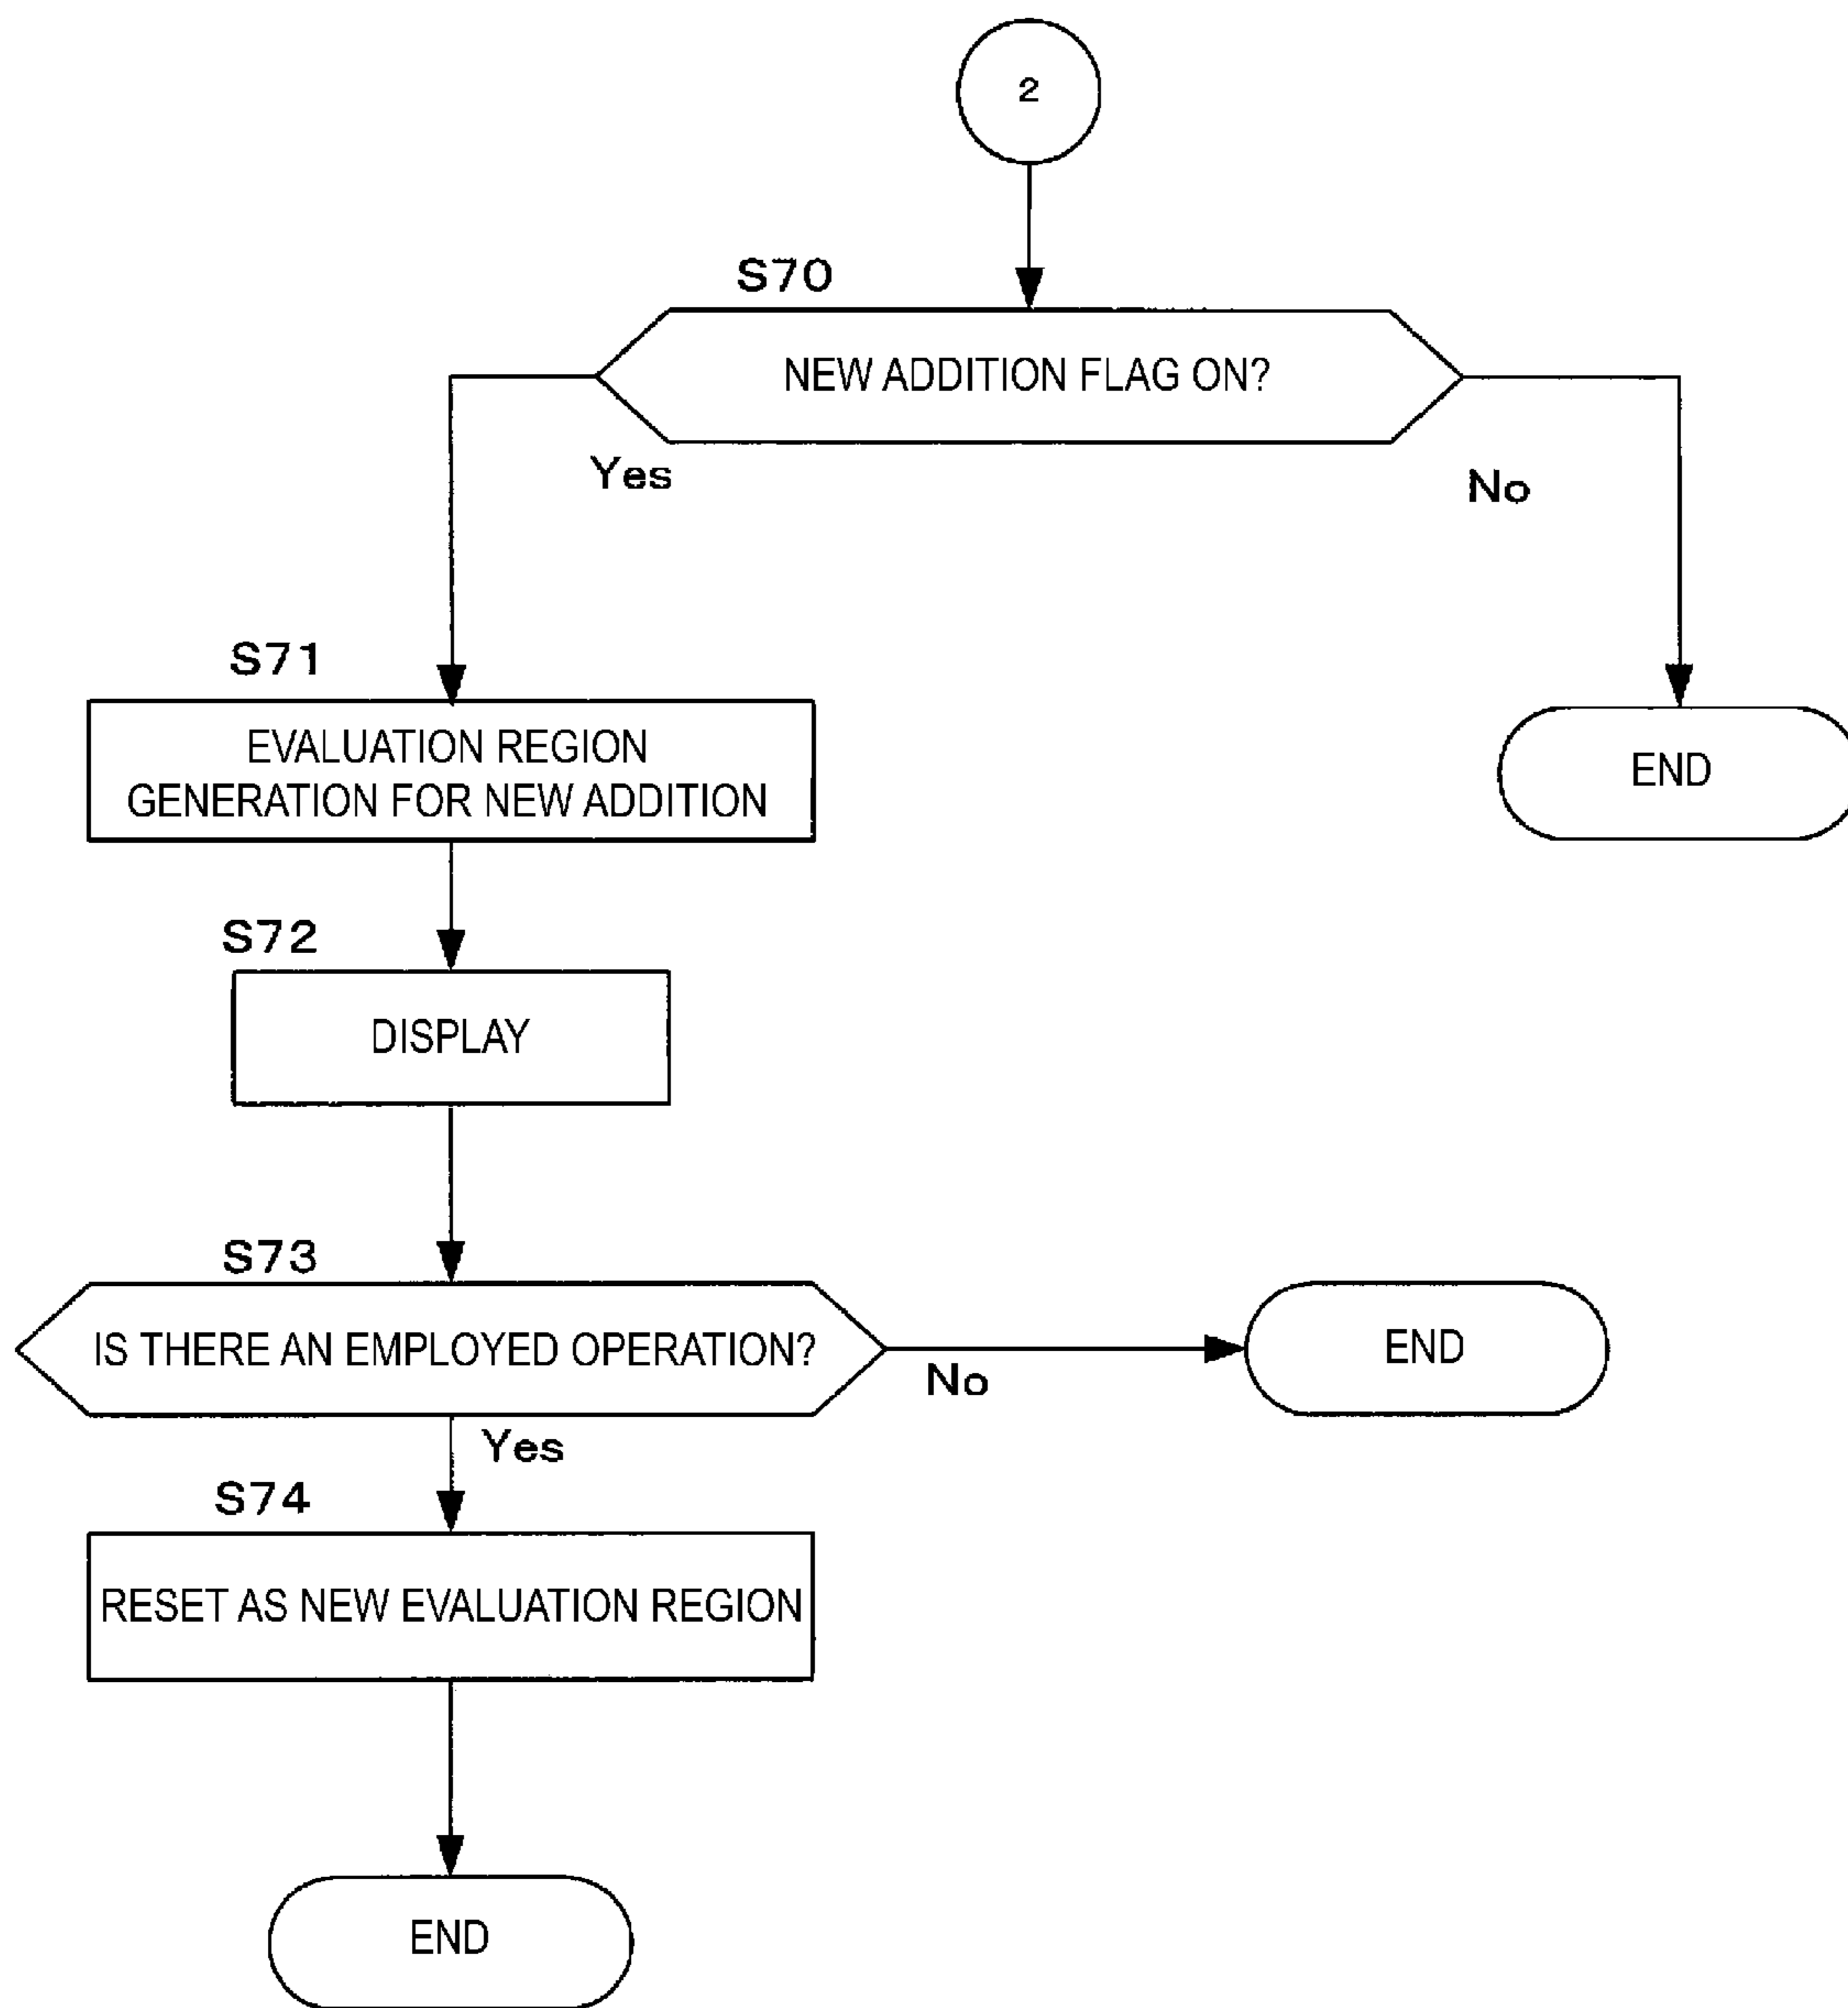 2
S70
NEW ADDITION FLAG ON?
Yes
No
S71
EVALUATION REGION
GENERATION FOR NEW ADDITION
END
S72
DISPLAY
S73
IS THERE AN EMPLOYED OPERATION?
No
END
Yes
S74
RESET AS NEW EVALUATION REGION
END